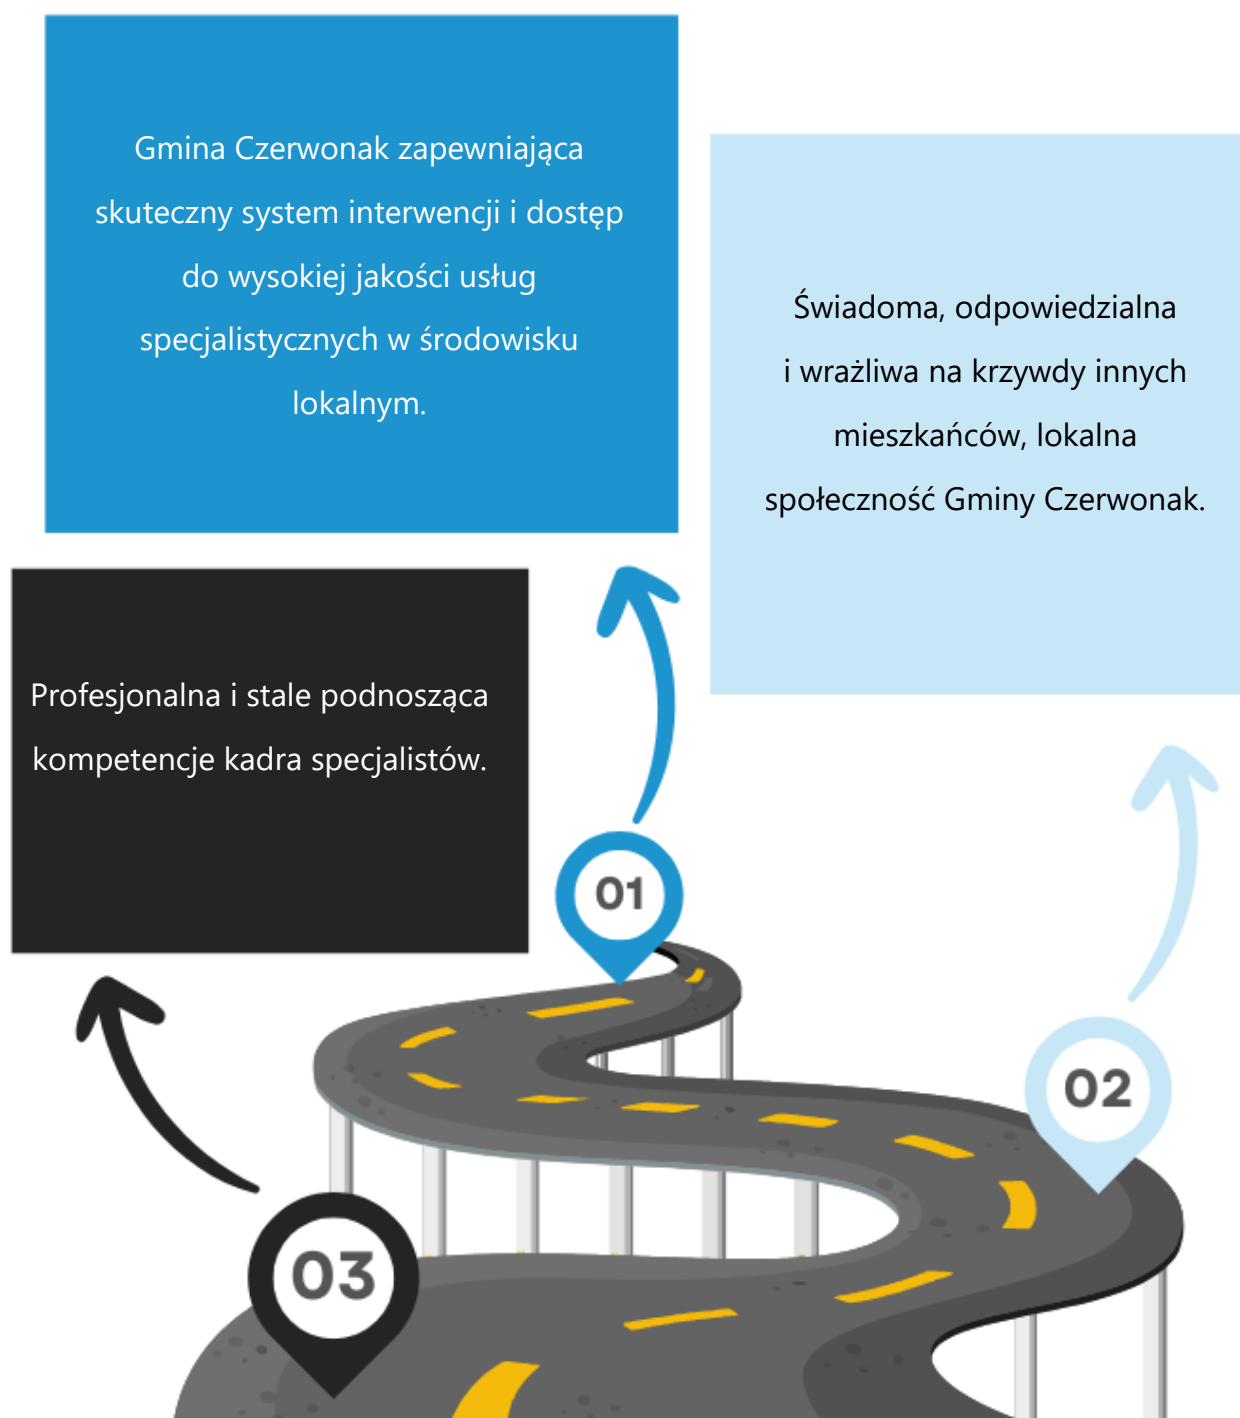 Gmina Czerwonak zapewniająca
skuteczny system interwencji i dostęp
do wysokiej jakości usług
specjalistycznych w środowisku
lokalnym.
Świadoma, odpowiedzialna
i wrażliwa na krzywdy innych
mieszkańców, lokalna
społeczność Gminy Czerwonak.
Profesjonalna i stale podnosząca
kompetencje kadra specjalistów.
01
02
03